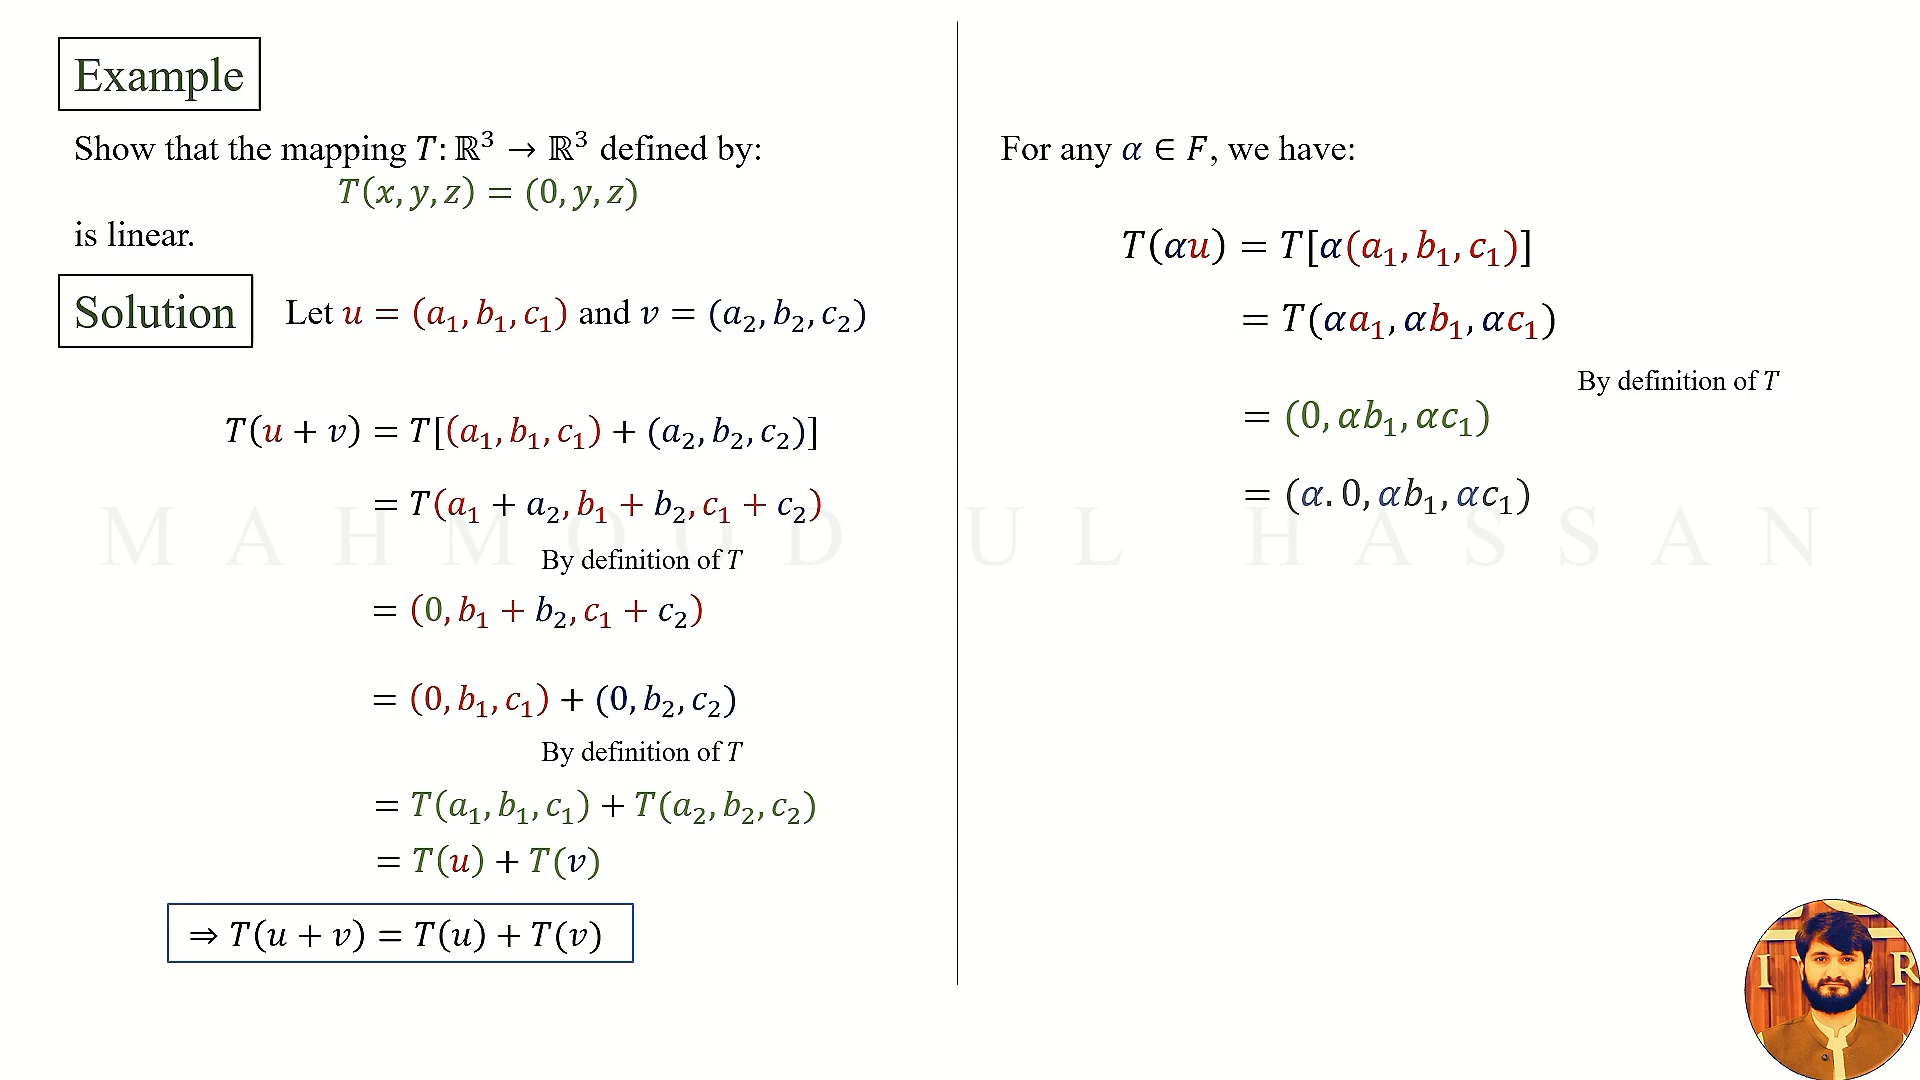 Example
Show that the mapping T: ℝ³ → ℝ³ defined by:
T(x, y, z) = (0, y, z)
is linear.
Solution
Let u = (a₁, b₁, c₁) and v = (a₂, b₂, c₂)
T(u + v) = T[(a₁, b₁, c₁) + (a₂, b₂, c₂)]
= T(a₁ + a₂, b₁ + b₂, c₁ + c₂)
By definition of T
= (0, b₁ + b₂, c₁ + c₂)
= (0, b₁, c₁) + (0, b₂, c₂)
By definition of T
= T(a₁, b₁, c₁) + T(a₂, b₂, c₂)
= T(u) + T(v)
⇒ T(u + v) = T(u) + T(v)
For any α ∈ F, we have:
T(αu) = T[α(a₁, b₁, c₁)]
= T(αa₁, αb₁, αc₁)
By definition of T
= (0, αb₁, αc₁)
= (α. 0, αb₁, αc₁)
MAHMOOD UL HASSAN